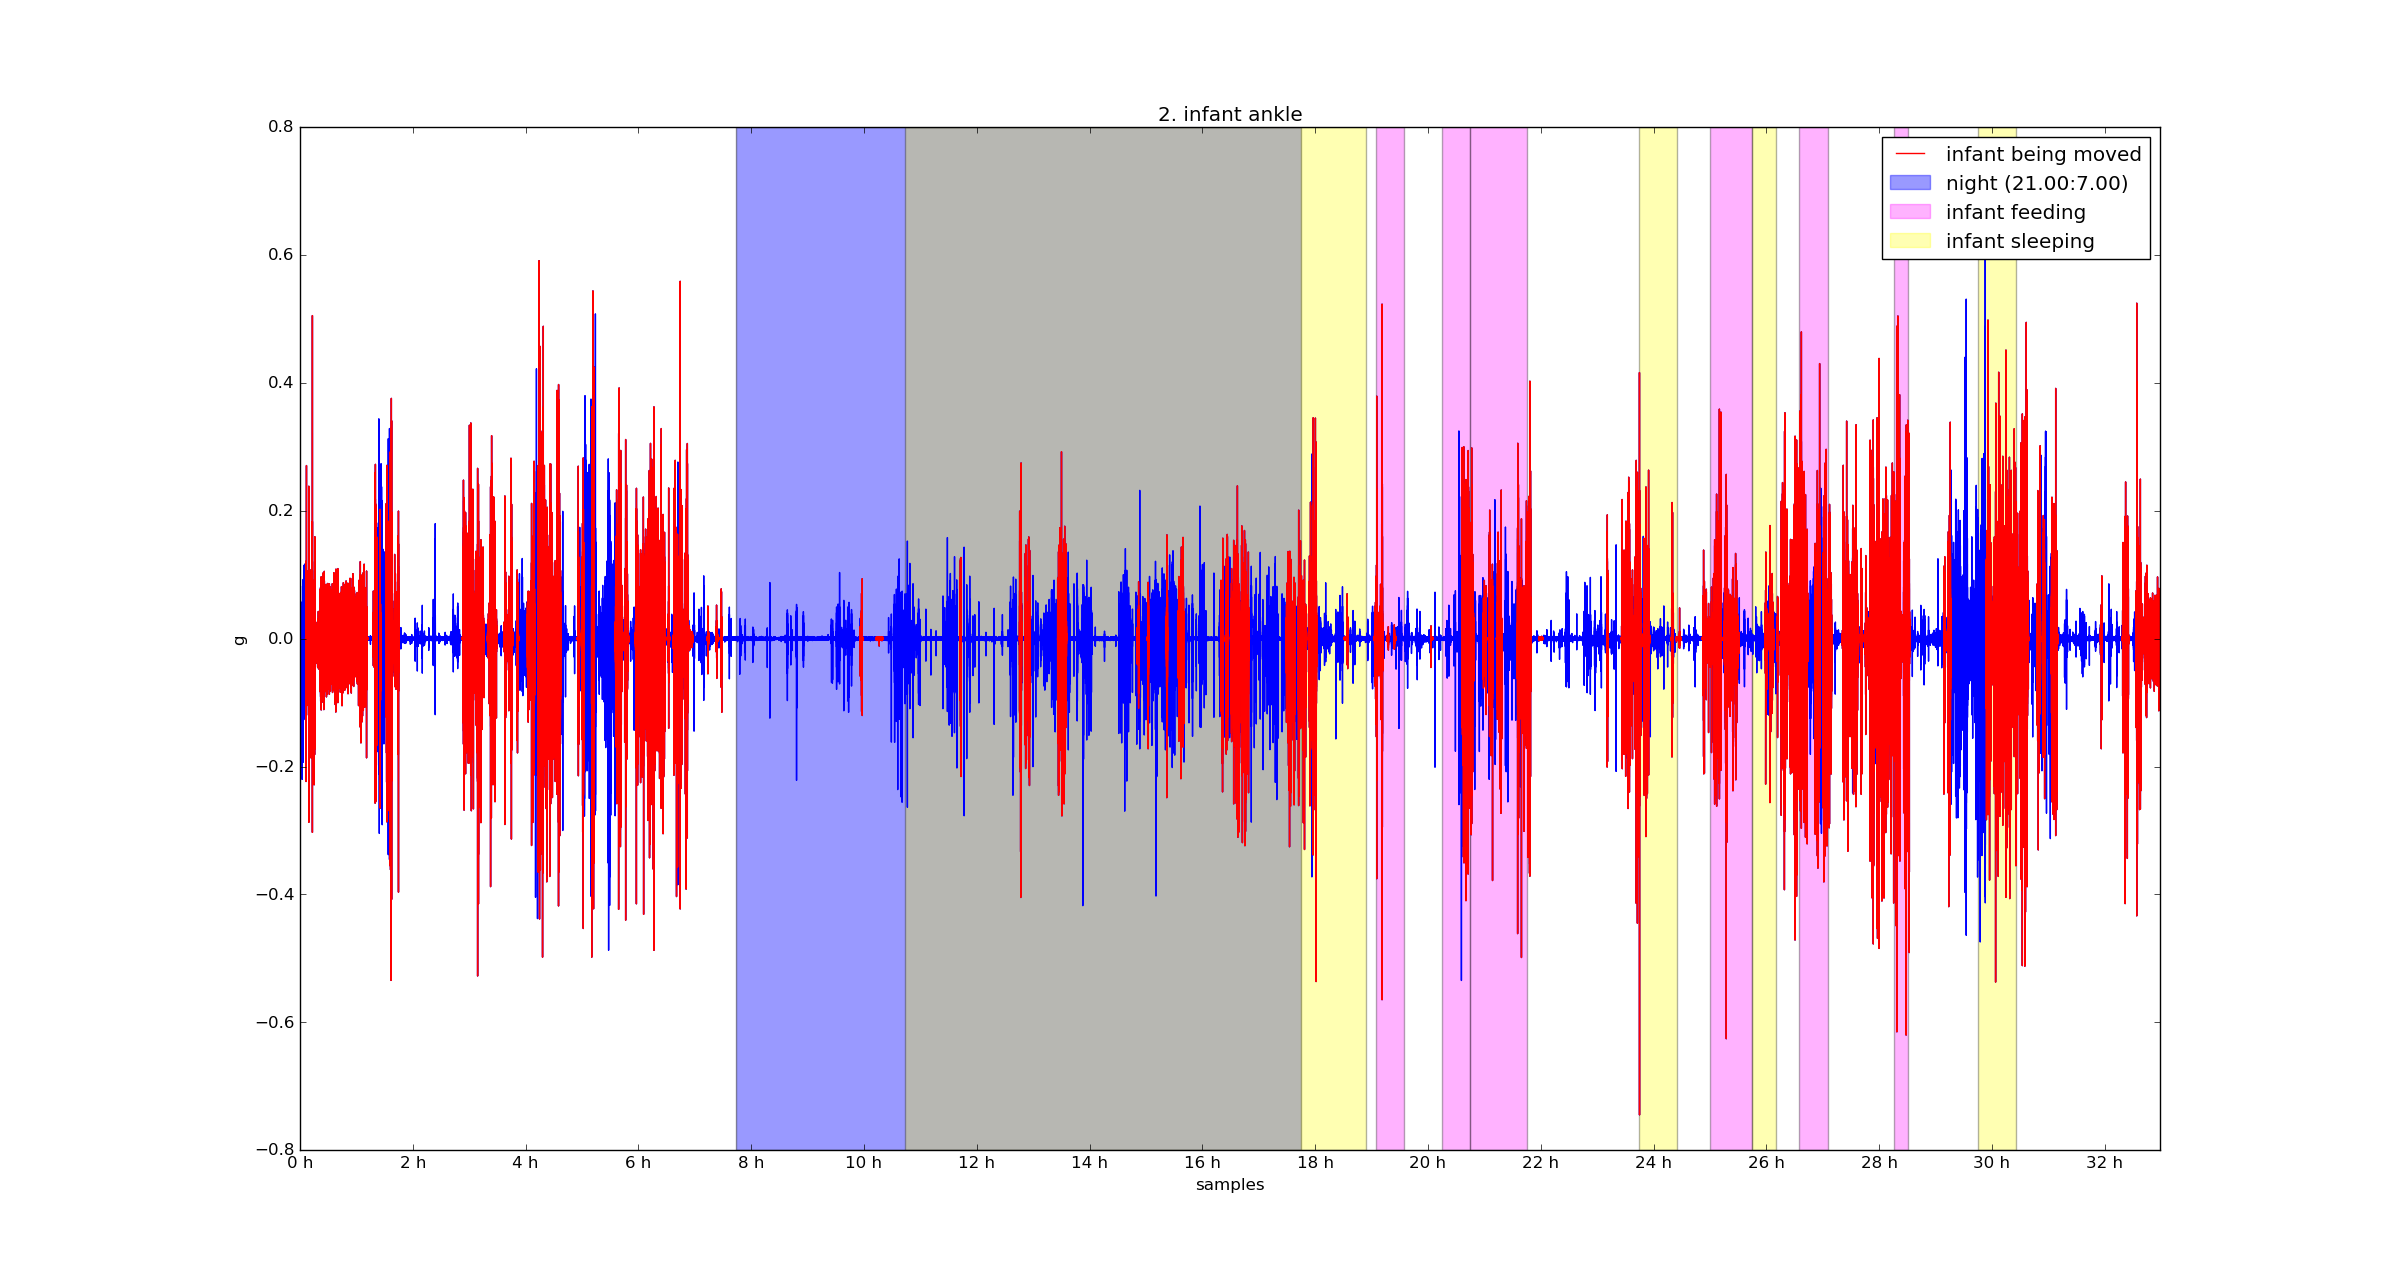 2. infant ankle
infant being moved
night (21.00:7.00)
infant feeding
infant sleeping
0.8
0.6
0.4
0.2
0.0
−0.2
−0.4
−0.6
−0.8
g
0 h 2 h 4 h 6 h 8 h 10 h 12 h 14 h 16 h 18 h 20 h 22 h 24 h 26 h 28 h 30 h 32 h
samples